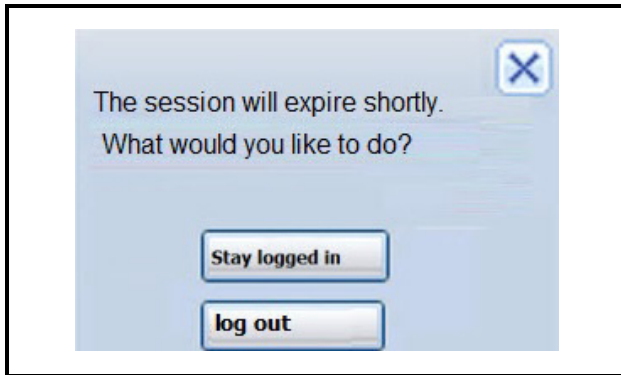 The session will expire shortly.
What would you like to do?
Stay logged in
log out